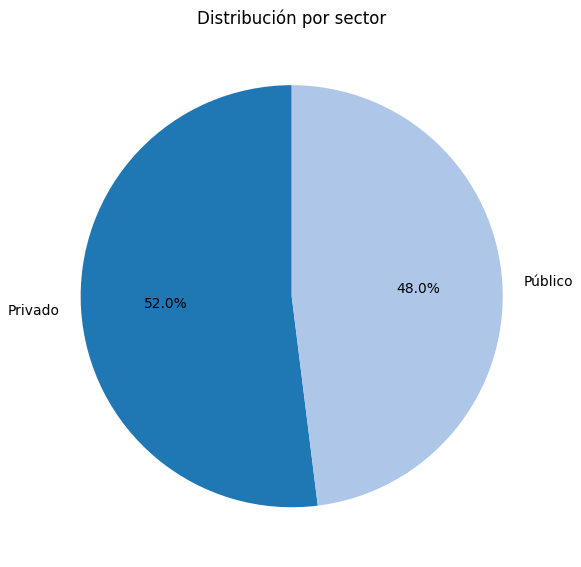 Distribución por sector
48.0%
Público
52.0%
Privado